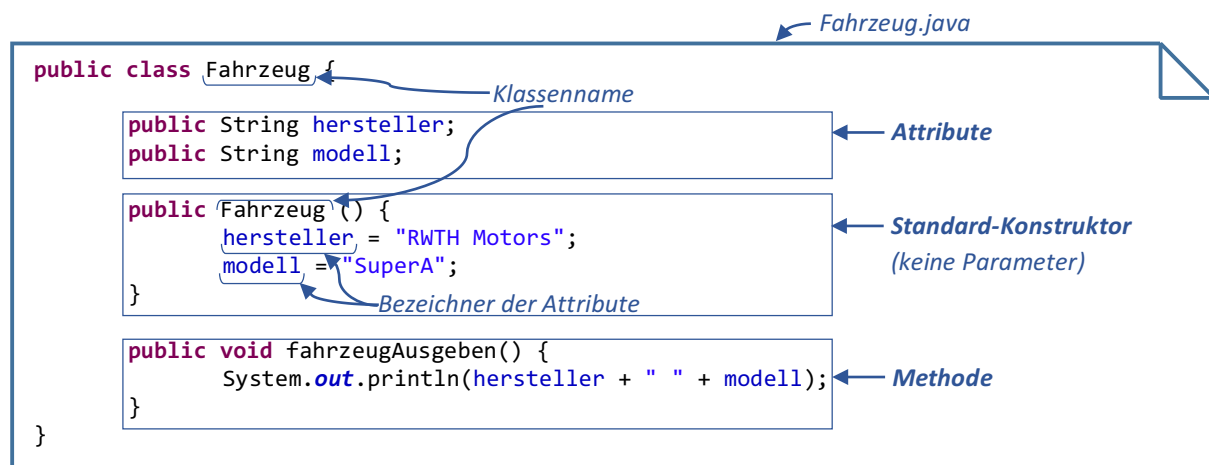 Fahrzeug.java
public class Fahrzeug {
Klassenname
public String hersteller;
public String modell;
Attribute
public Fahrzeug () {
hersteller = "RWTH Motors";
modell = "SuperA";
}
Standard-Konstruktor
(keine Parameter)
Bezeichner der Attribute
public void fahrzeugAusgeben() {
System.out.println(hersteller + " " + modell);
}
Methode
}